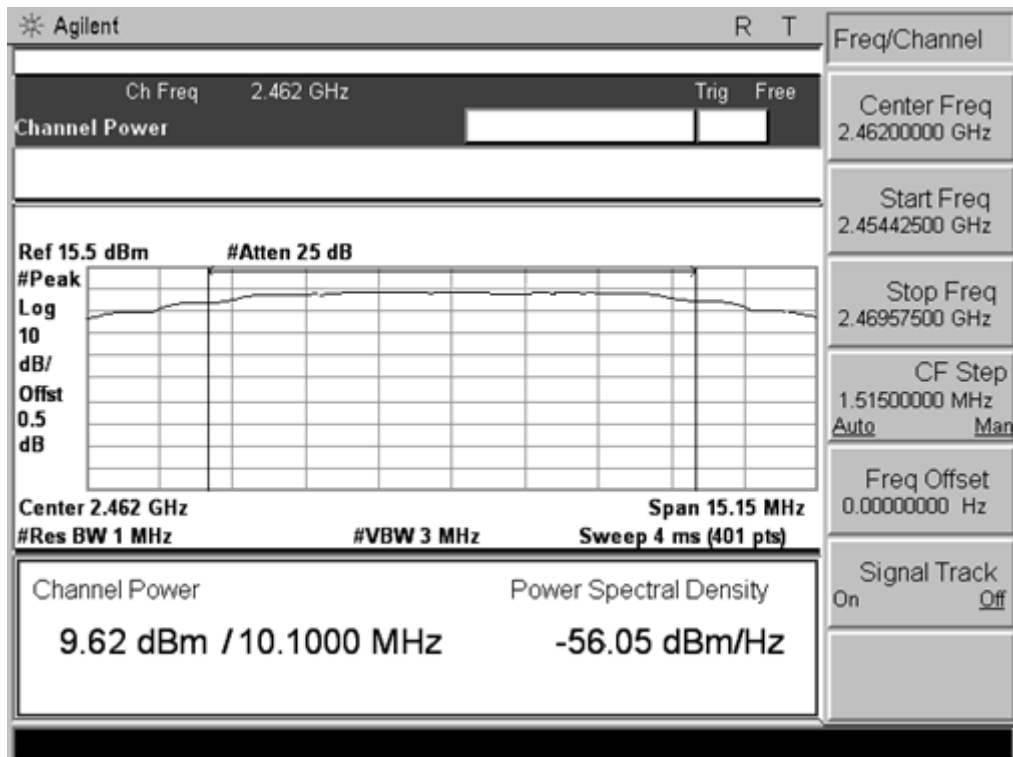 Agilent
R T
Ch Freq 2.462 GHz Trig Free
Channel Power
Ref 15.5 dBm #Atten 25 dB
#Peak
Log
10
dB/
Offst
0.5
dB
Center 2.462 GHz Span 15.15 MHz
#Res BW 1 MHz #VBW 3 MHz Sweep 4 ms (401 pts)
Channel Power Power Spectral Density
9.62 dBm / 10.1000 MHz -56.05 dBm/Hz
Freq/Channel
Center Freq
2.46200000 GHz
Start Freq
2.45442500 GHz
Stop Freq
2.46957500 GHz
CF Step
1.51500000 MHz
Auto Man
Freq Offset
0.00000000 Hz
Signal Track
On Off